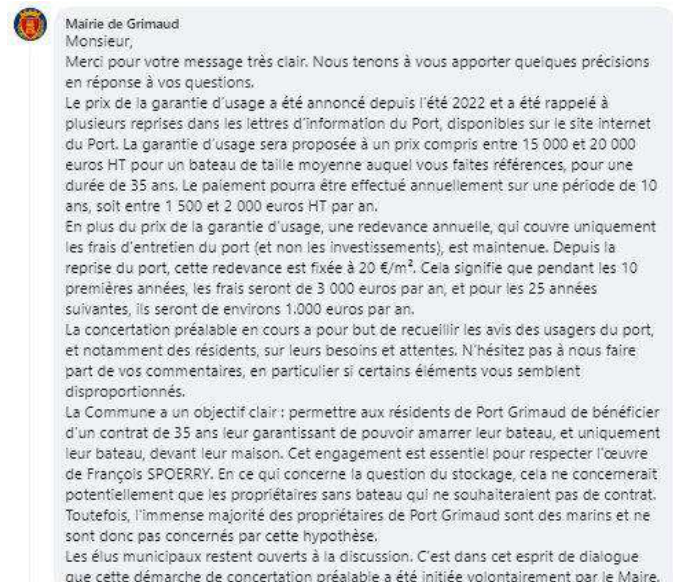 Mairie de Grimaud
Monsieur,
Merci pour votre message très clair. Nous tenons à vous apporter quelques précisions
en réponse à vos questions.
Le prix de la garantie d'usage a été annoncé depuis l'été 2022 et a été rappelé à
plusieurs reprises dans les lettres d'information du Port, disponibles sur le site internet
du Port. La garantie d'usage sera proposée à un prix compris entre 15 000 et 20 000
euros HT pour un bateau de taille moyenne auquel vous faites références, pour une
durée de 35 ans. Le paiement pourra être effectué annuellement sur une période de 10
ans, soit entre 1 500 et 2 000 euros HT par an.
En plus du prix de la garantie d'usage, une redevance annuelle, qui couvre uniquement
les frais d'entretien du port (et non les investissements), est maintenue. Depuis la
reprise du port, cette redevance est fixée à 20 €/m². Cela signifie que pendant les 10
premières années, les frais seront de 3 000 euros par an, et pour les 25 années
suivantes, ils seront de environs 1.000 euros par an.
La concertation préalable en cours a pour but de recueillir les avis des usagers du port,
et notamment des résidents, sur leurs besoins et attentes. N'hésitez pas à nous faire
part de vos commentaires, en particulier si certains éléments vous semblent
disproportionnés.
La Commune a un objectif clair : permettre aux résidents de Port Grimaud de bénéficier
d'un contrat de 35 ans leur garantissant de pouvoir amarrer leur bateau, et uniquement
leur bateau, devant leur maison. Cet engagement est essentiel pour respecter l'œuvre
de François SPOERRY. En ce qui concerne la question du stockage, cela ne concernerait
potentiellement que les propriétaires sans bateau qui ne souhaiteraient pas de contrat.
Toutefois, l'immense majorité des propriétaires de Port Grimaud sont des marins et ne
sont donc pas concernés par cette hypothèse.
Les élus municipaux restent ouverts à la discussion. C'est dans cet esprit de dialogue
que cette démarche de concertation préalable a été initiée volontairement par le Maire.